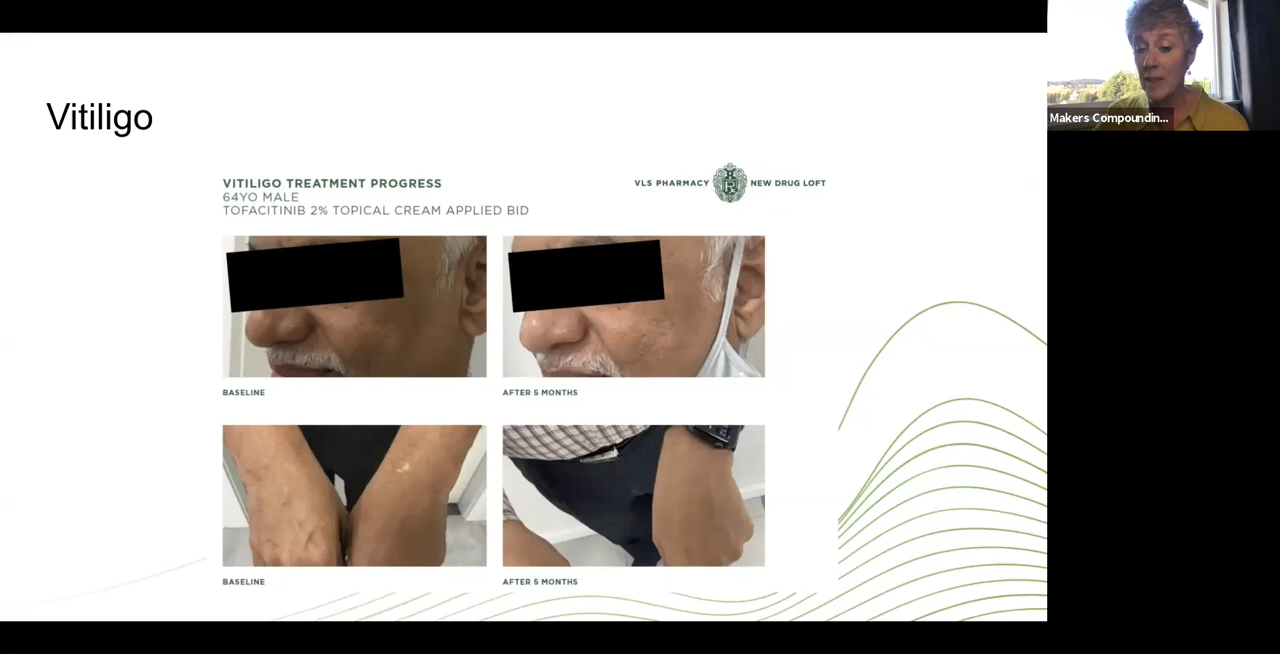 Vitiligo
VITILIGO TREATMENT PROGRESS
64YO MALE
TOFACITINIB 2% TOPICAL CREAM APPLIED BID
VLS PHARMACY
NEW DRUG LOFT
BASELINE
AFTER 5 MONTHS
BASELINE
AFTER 5 MONTHS
Makers Compoundin...